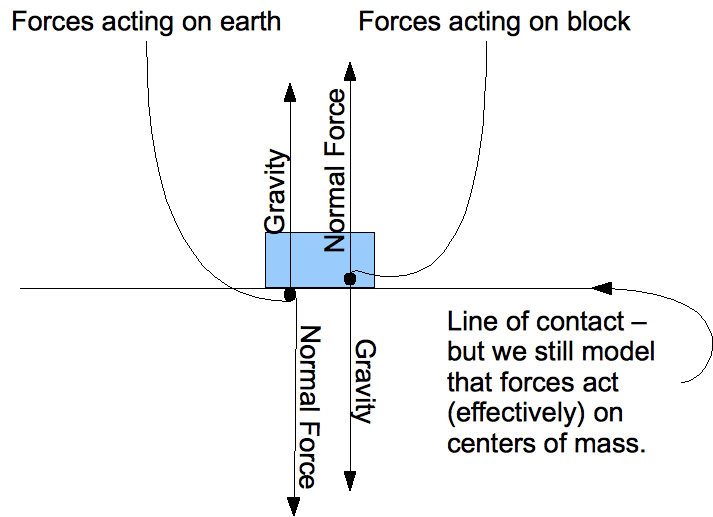 Forces acting on earth
Forces acting on block
Gravity
Normal Force
Normal Force
Gravity
Line of contact –
but we still model
that forces act
(effectively) on
centers of mass.